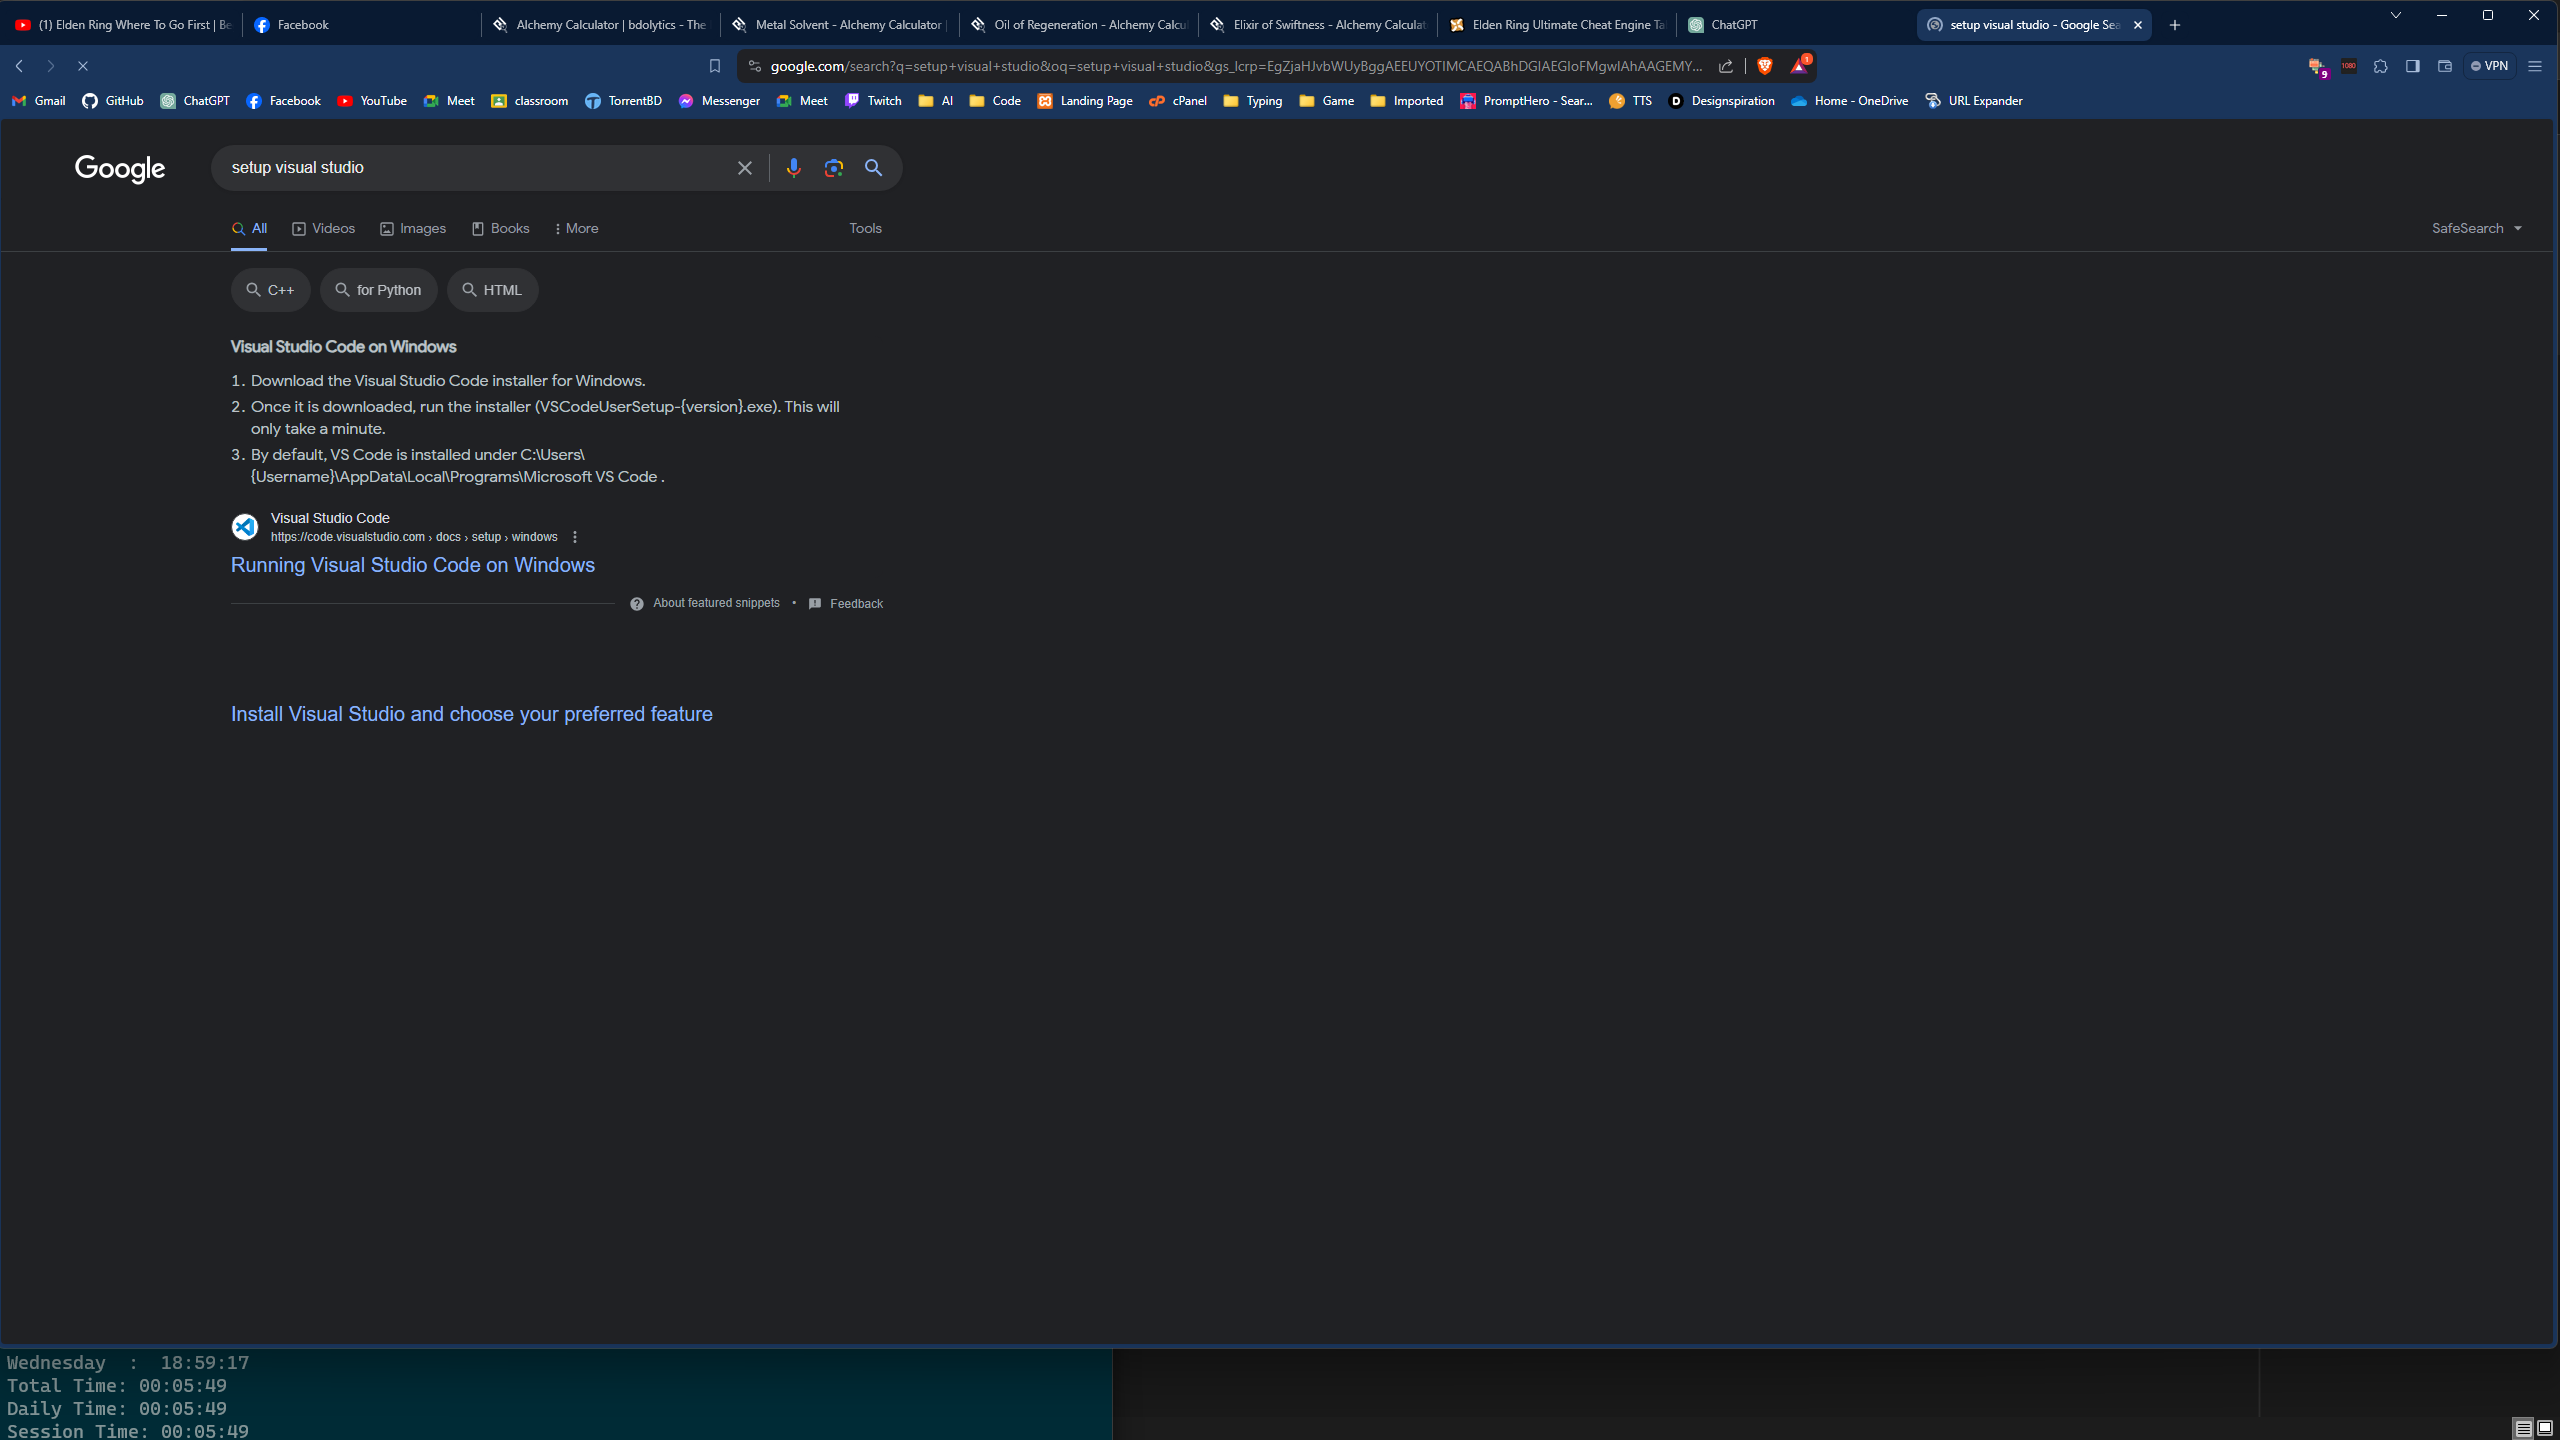 (1) Elden Ring Where To Go First | Be
Facebook
Alchemy Calculator | bdolytics - The
Metal Solvent - Alchemy Calculator |
Oil of Regeneration - Alchemy Calcul
Elixir of Swiftness - Alchemy Calculat
Elden Ring Ultimate Cheat Engine Tal
ChatGPT
setup visual studio - Google Sea
google.com/search?q=setup+visual+studio&oq=setup+visual+studio&gs_lcrp=EgZjaHJvbWUyBggAEEUYOTIMCAEQABhDGIAEGIoFMgwIAhAAGEMY...
1
9
1080
VPN
Gmail
GitHub
ChatGPT
Facebook
YouTube
Meet
classroom
TorrentBD
Messenger
Meet
Twitch
AI
Code
Landing Page
cPanel
Typing
Game
Imported
PromptHero - Sear...
TTS
Designspiration
Home - OneDrive
URL Expander
Google
setup visual studio
All
Videos
Images
Books
More
Tools
SafeSearch
C++
for Python
HTML
Visual Studio Code on Windows
1. Download the Visual Studio Code installer for Windows.
2. Once it is downloaded, run the installer (VSCodeUserSetup-{version}.exe). This will
only take a minute.
3. By default, VS Code is installed under C:\Users\
{Username}\AppData\Local\Programs\Microsoft VS Code .
Visual Studio Code
https://code.visualstudio.com › docs › setup › windows
Running Visual Studio Code on Windows
About featured snippets • Feedback
Install Visual Studio and choose your preferred feature
Wednesday  :  18:59:17
Total Time: 00:05:49
Daily Time: 00:05:49
Session Time: 00:05:49